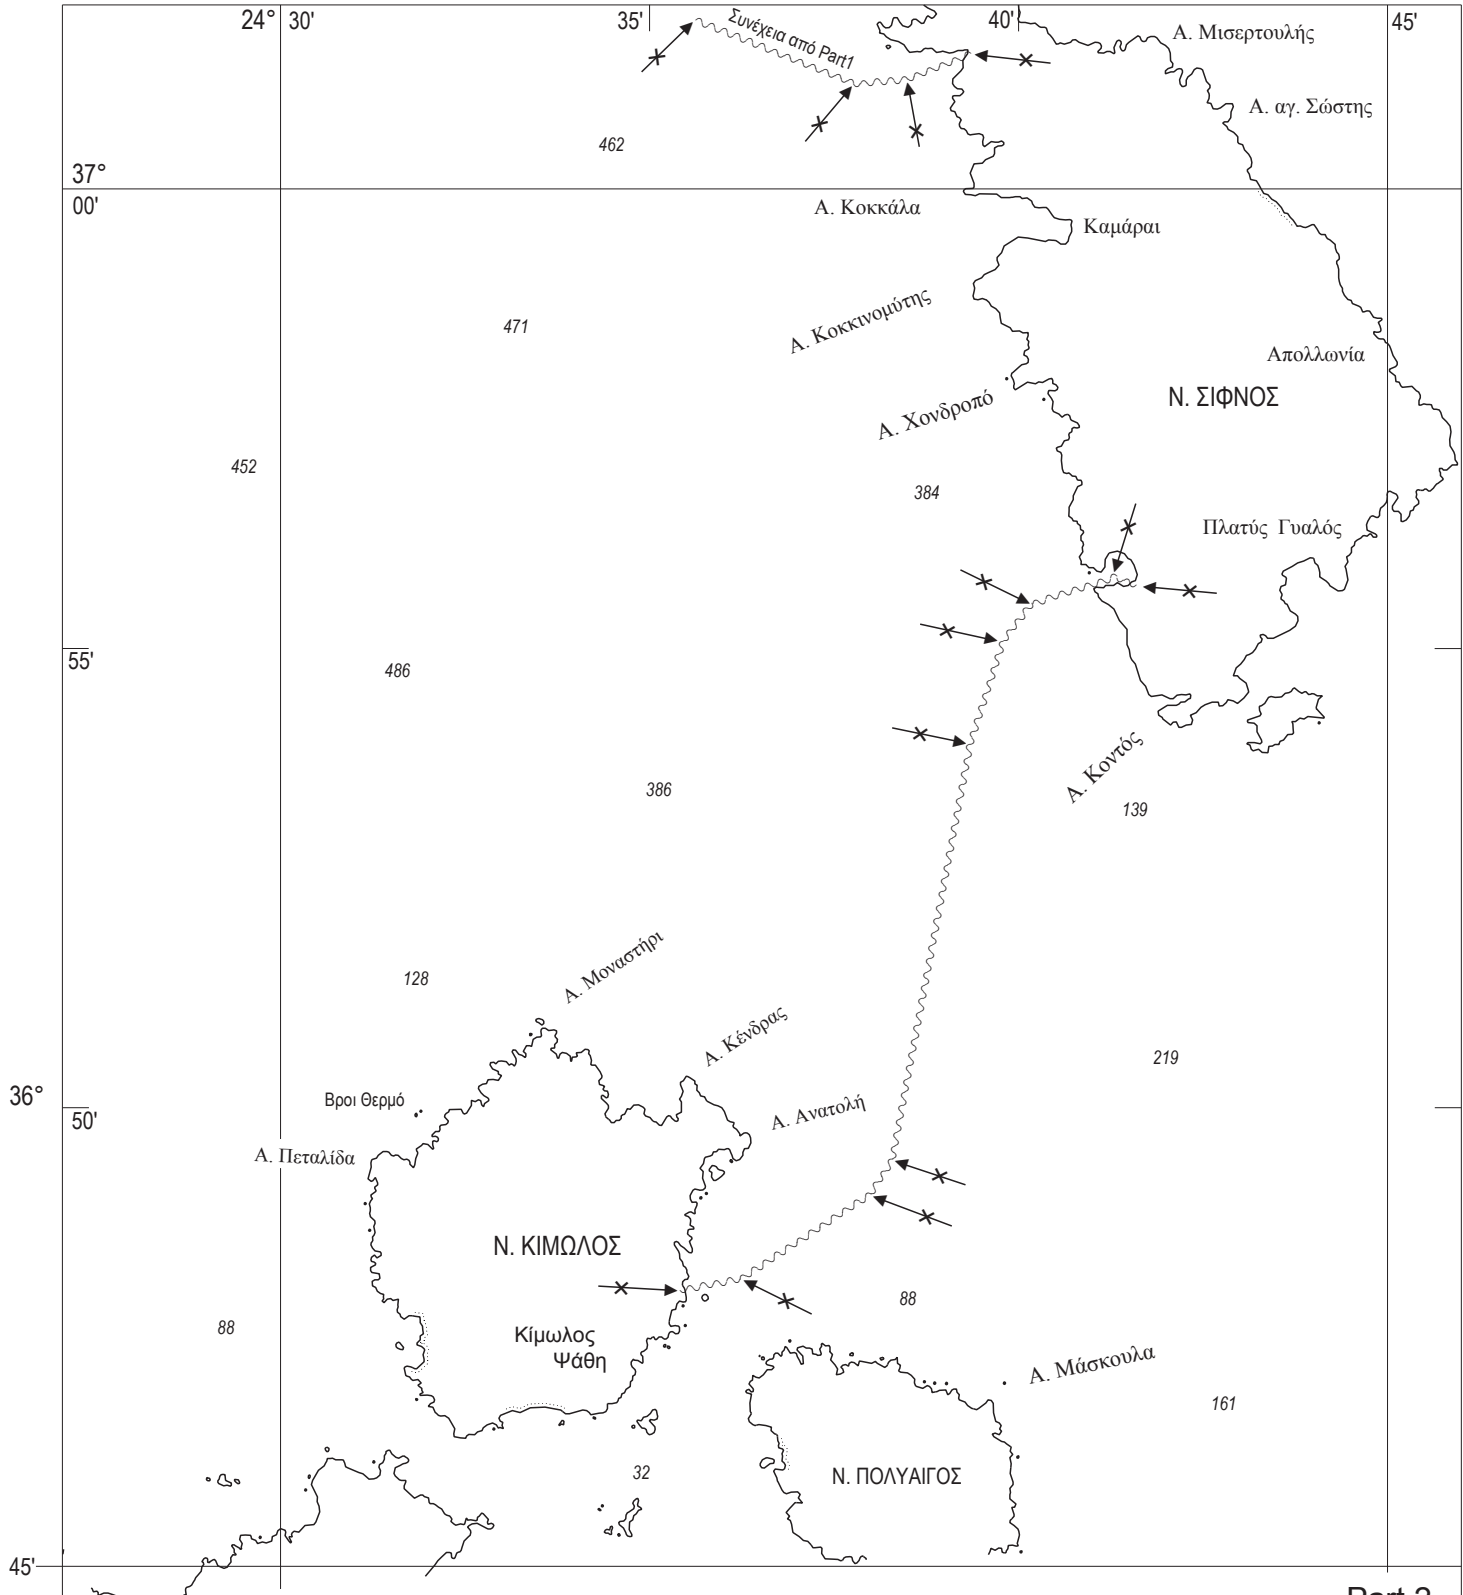 24° 30'
35'
40'
45'
Συνέχεια από Part1
Α. Μισερτουλής
Α. αγ. Σώστης
462
37°
00'
Α. Κοκκάλα
Καμάραι
Α. Κοκκινομύτης
471
Απολλωνία
Ν. ΣΙΦΝΟΣ
Α. Χονδροπό
452
384
Πλατύς Γυαλός
55'
486
Α. Κοντός
386
139
Α. Μοναστήρι
128
Α. Κένδρας
219
36°
50'
Βροι Θερμό
Α. Ανατολή
Α. Πεταλίδα
Ν. ΚΙΜΩΛΟΣ
88
88
Κίμωλος
Ψάθη
Α. Μάσκουλα
161
32
Ν. ΠΟΛΥΑΙΓΟΣ
45'